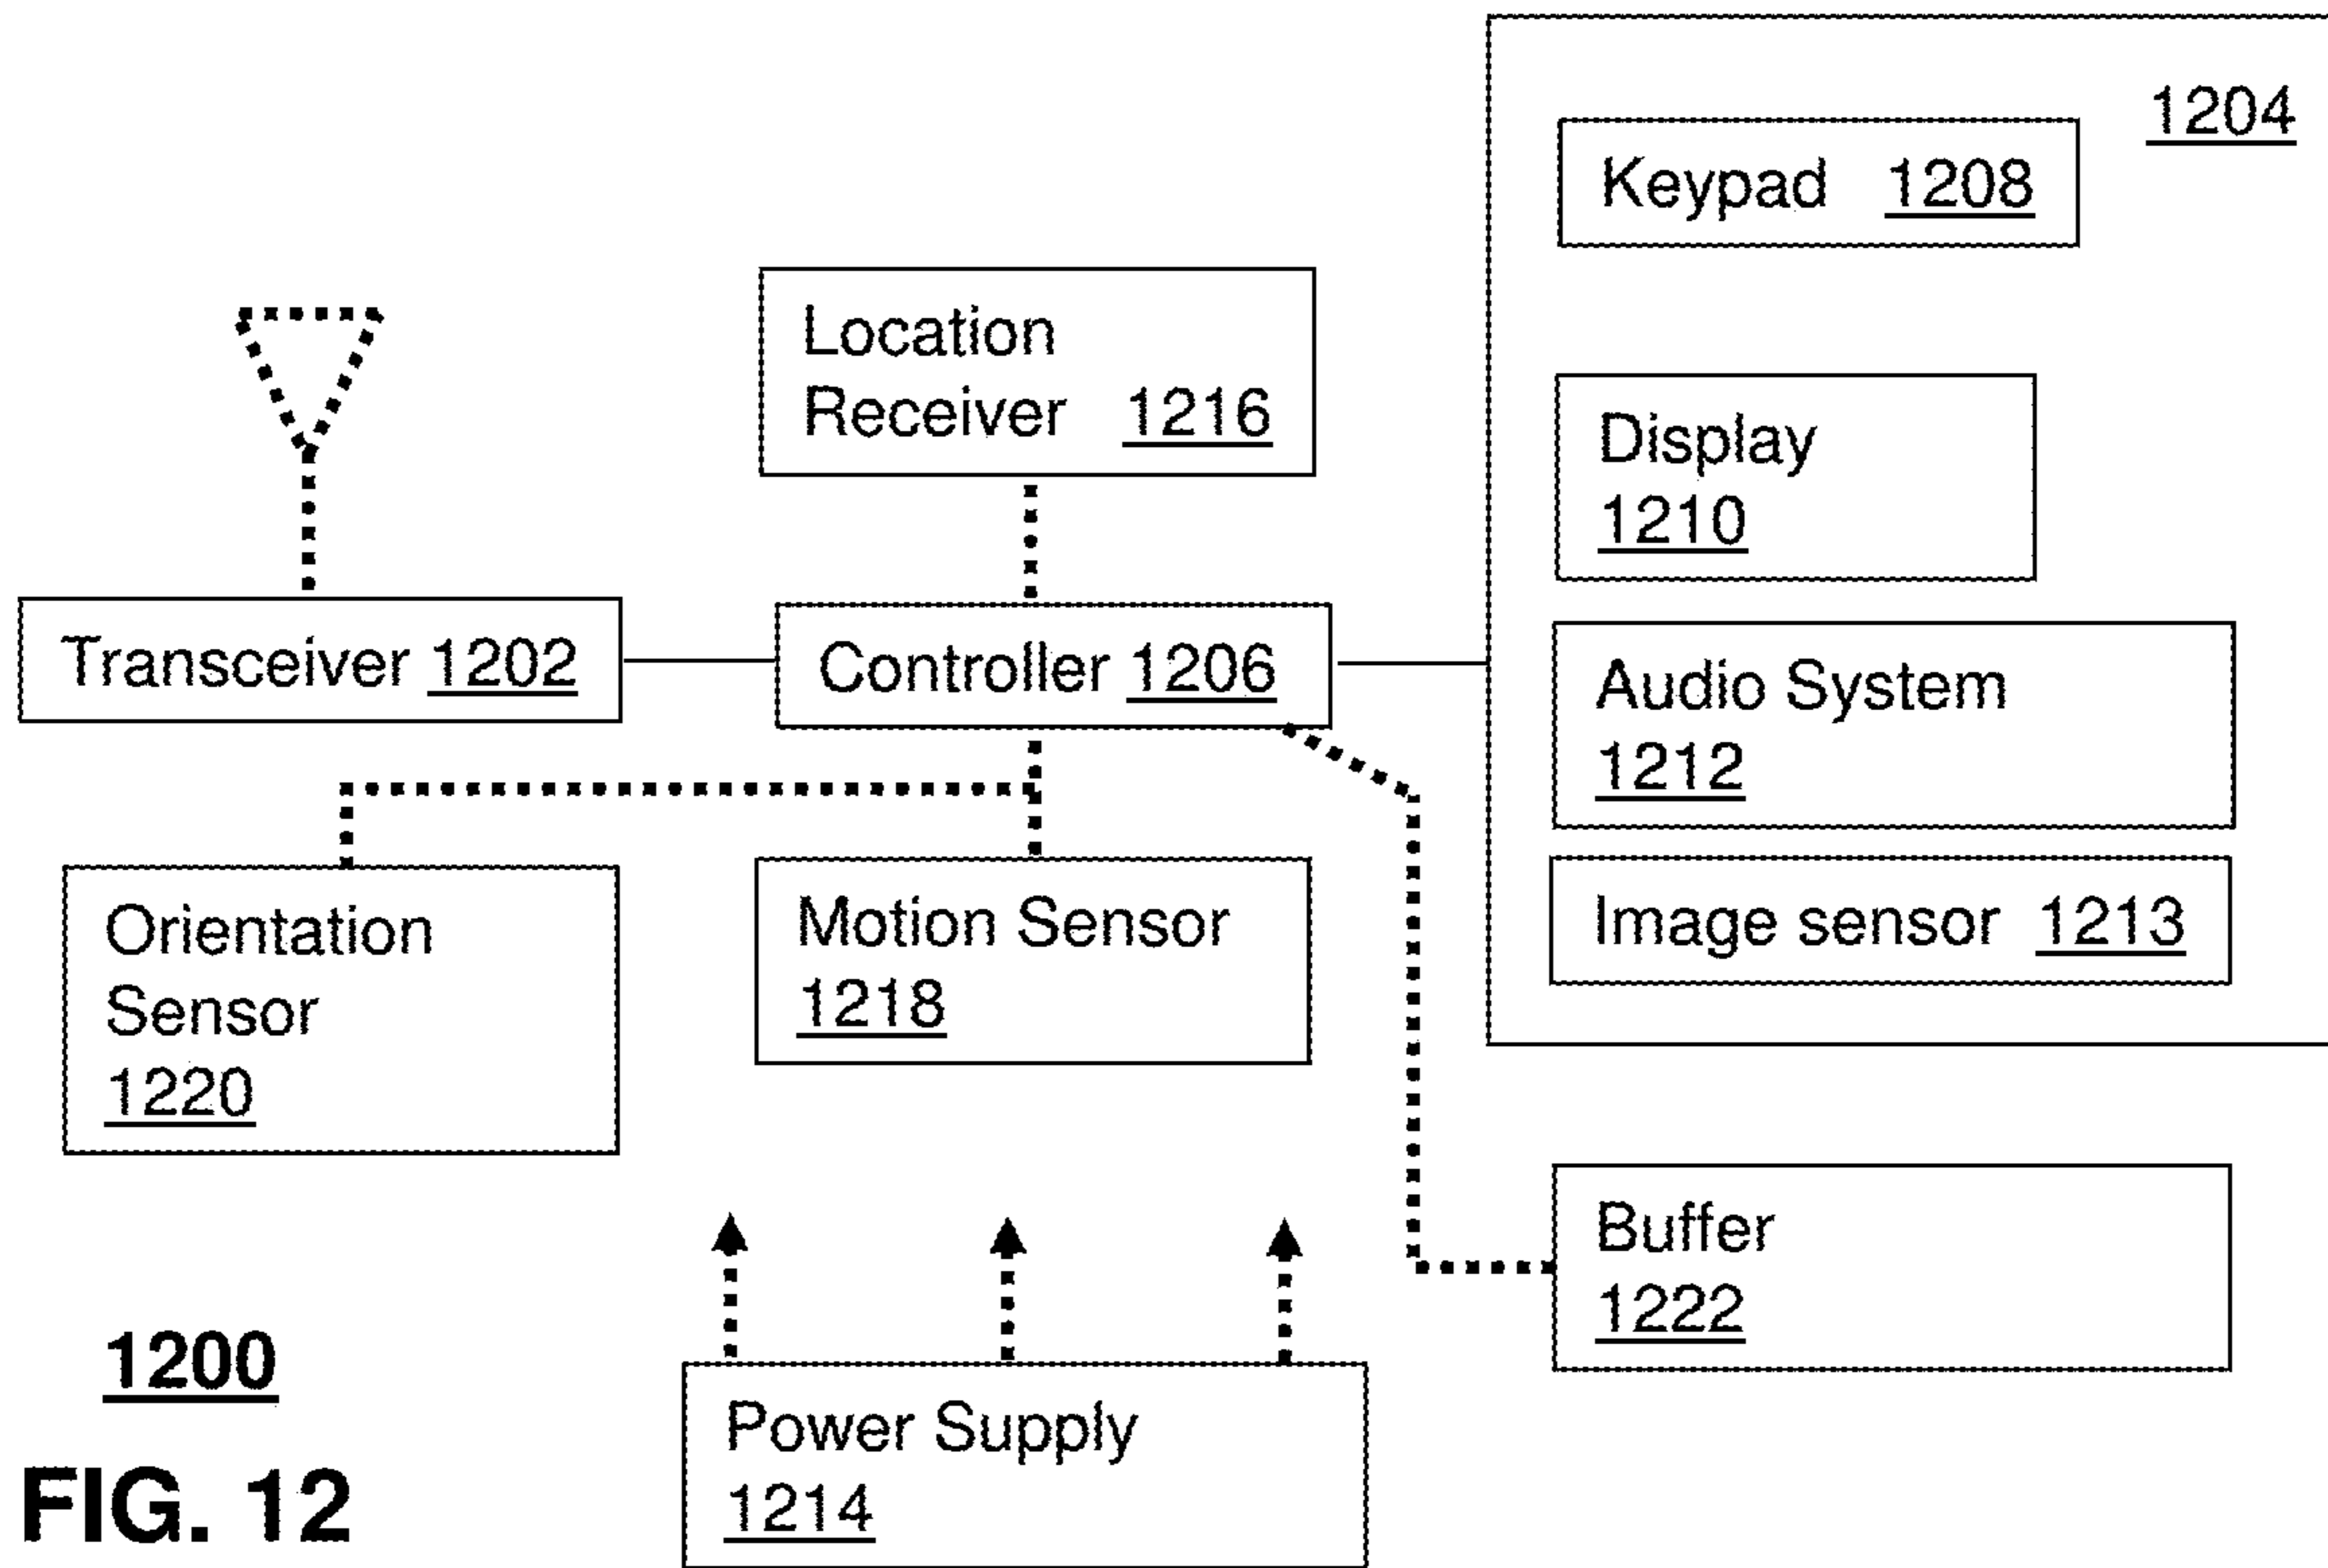 1204
Keypad 1208
Location
Receiver 1216
Display
1210
Transceiver 1202
Controller 1206
Audio System
1212
Image sensor 1213
Orientation
Sensor
1220
Motion Sensor
1218
Buffer
1222
Power Supply
1214
1200
FIG. 12